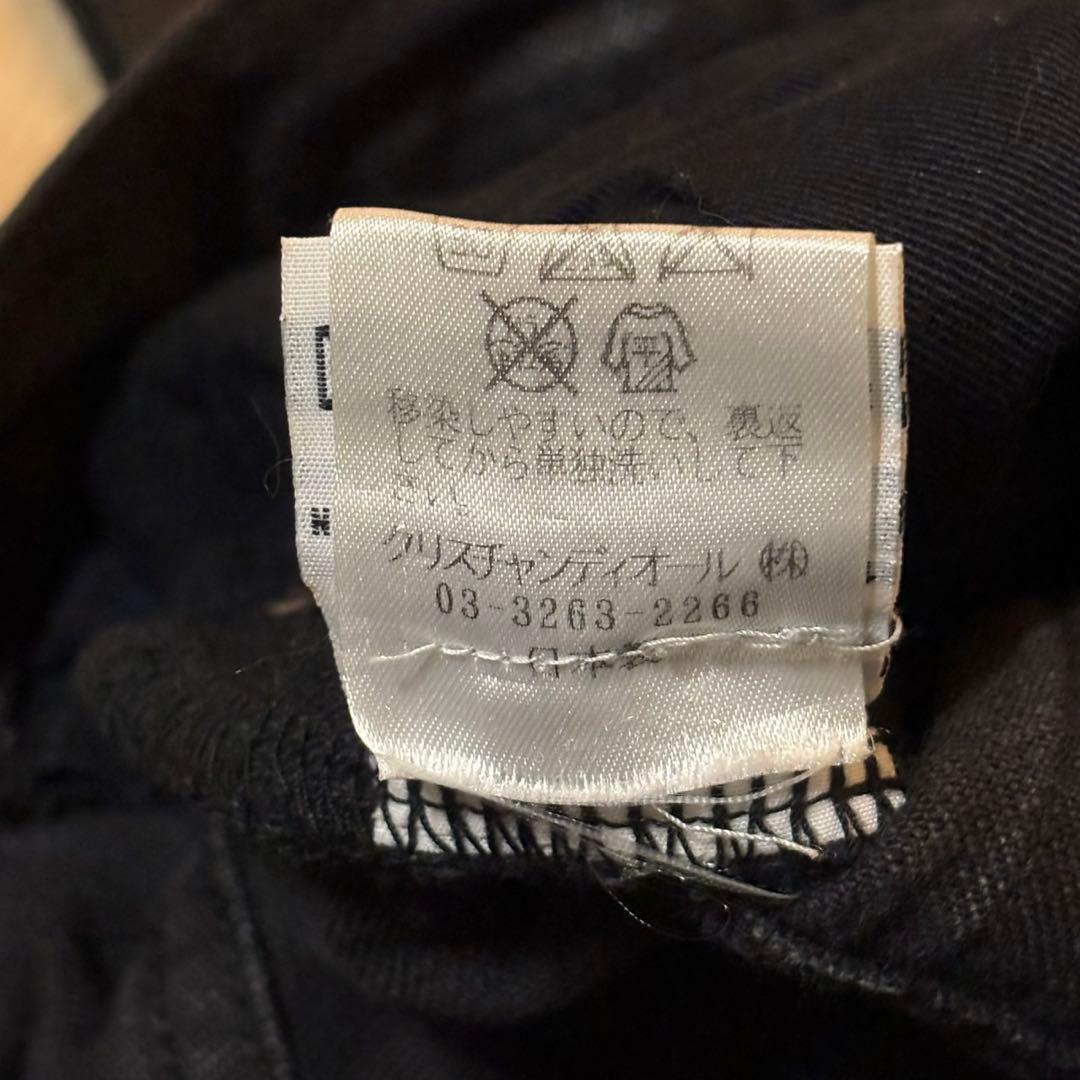 平
移染しやすいので、裏返
してから単独洗いして下
さい。
クリスチャンディオール㈱
03-3263-2266
日本製